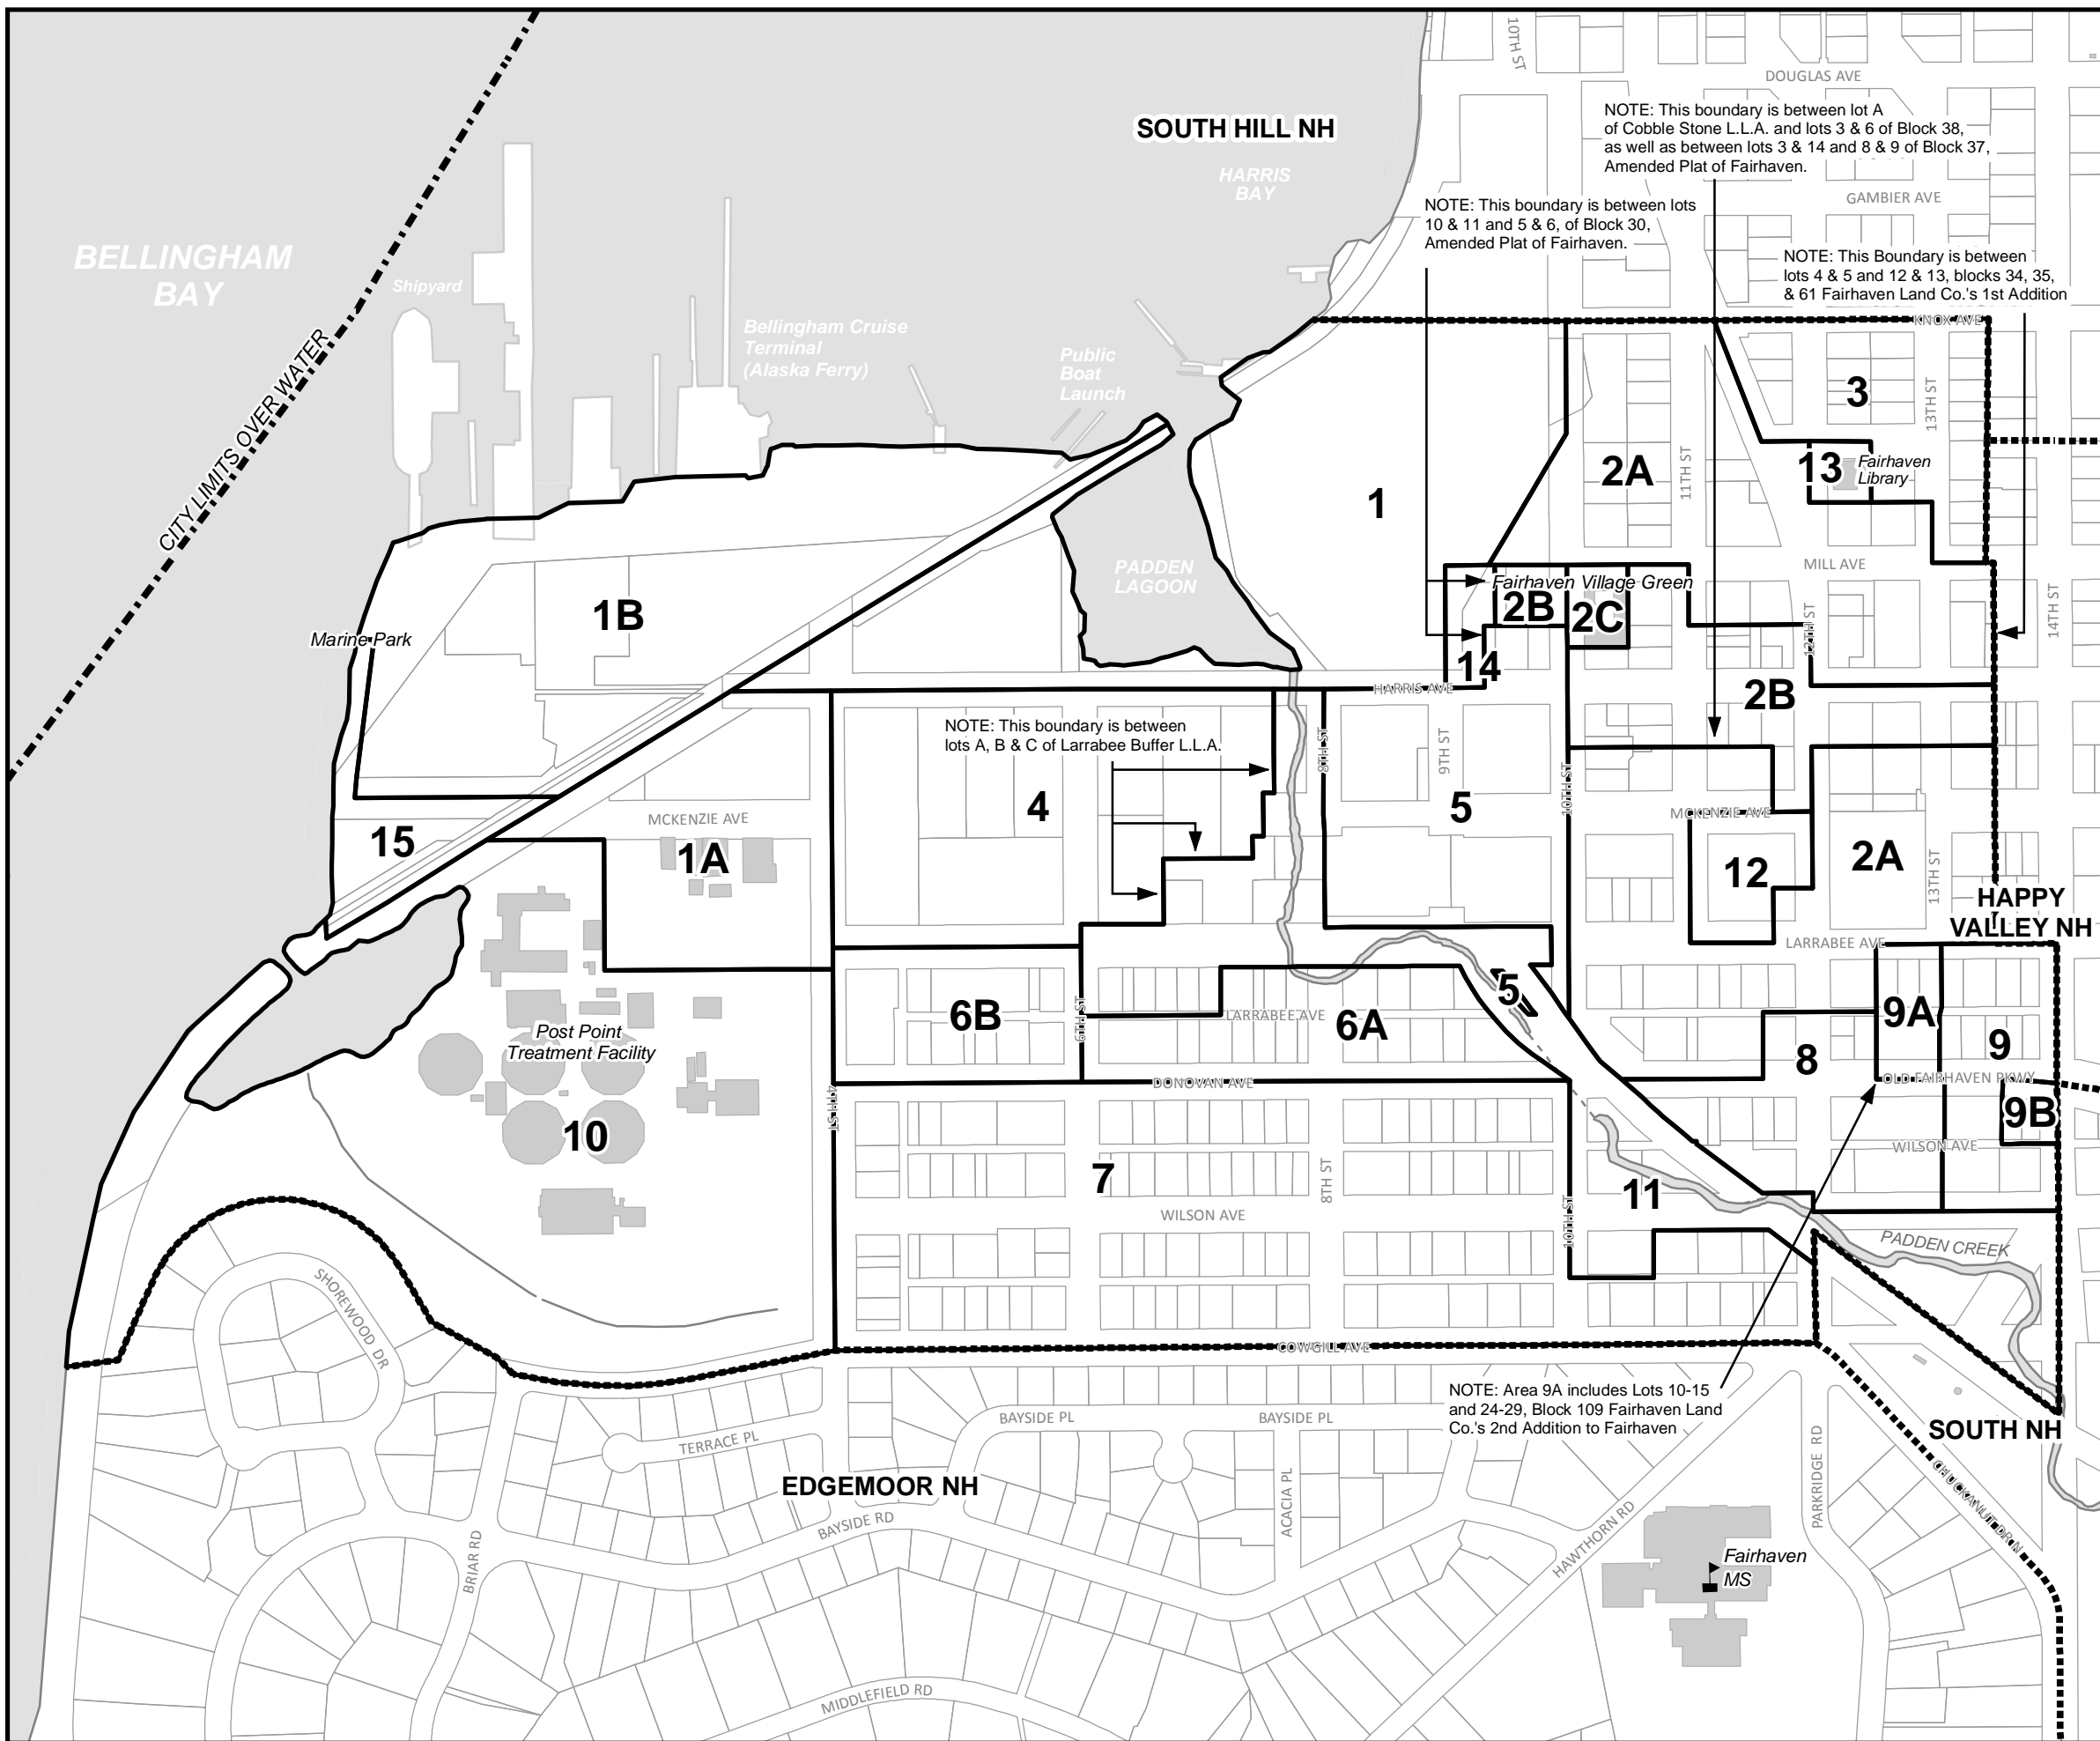 10TH ST
DOUGLAS AVE
SOUTH HILL NH
HARRIS
BAY
NOTE: This boundary is between lot A
of Cobble Stone L.L.A. and lots 3 & 6 of Block 38,
as well as between lots 3 & 14 and 8 & 9 of Block 37,
Amended Plat of Fairhaven.
GAMBIER AVE
NOTE: This boundary is between lots
10 & 11 and 5 & 6, of Block 30,
Amended Plat of Fairhaven.
NOTE: This Boundary is between
lots 4 & 5 and 12 & 13, blocks 34, 35,
& 61 Fairhaven Land Co.'s 1st Addition
BELLINGHAM
BAY
Shipyard
Bellingham Cruise
Terminal
(Alaska Ferry)
Public
Boat
Launch
KNOX AVE
CITY LIMITS OVER WATER
3
13TH ST
2A
11TH ST
13
Fairhaven
Library
1
PADDEN
LAGOON
MILL AVE
Fairhaven Village Green
2B
2C
14TH ST
1B
Marine Park
12TH ST
14
HARRIS AVE
2B
NOTE: This boundary is between
lots A, B & C of Larrabee Buffer L.L.A.
8TH ST
9TH ST
10TH ST
4
5
15
MCKENZIE AVE
1A
MCKENZIE AVE
12
2A
13TH ST
HAPPY
VALLEY NH
LARRABEE AVE
6B
6TH ST
LARRABEE AVE
6A
5
9A
9
8
Post Point
Treatment Facility
DONOVAN AVE
OLD FAIRHAVEN PKWY
4TH ST
9B
10
7
8TH ST
WILSON AVE
11
WILSON AVE
10TH ST
PADDEN CREEK
SHOREWOOD DR
COWGILL AVE
NOTE: Area 9A includes Lots 10-15
and 24-29, Block 109 Fairhaven Land
Co.'s 2nd Addition to Fairhaven
BAYSIDE PL
BAYSIDE PL
TERRACE PL
SOUTH NH
EDGEMOOR NH
PARKRIDGE RD
CHUCKANUT DR N
ACACIA PL
BAYSIDE RD
HAWTHORN RD
BRIAR RD
Fairhaven
MS
MIDDLEFIELD RD